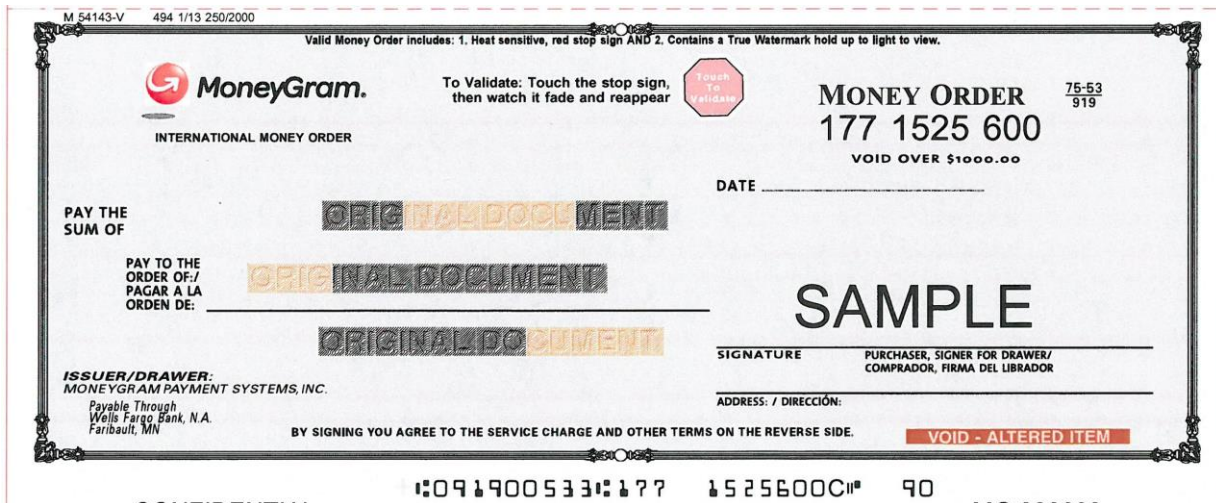 M 54143-V 494 1/13 250/2000
Valid Money Order includes: 1. Heat sensitive, red stop sign AND 2. Contains a True Watermark hold up to light to view.
MoneyGram.
INTERNATIONAL MONEY ORDER
To Validate: Touch the stop sign,
then watch it fade and reappear
Touch
To
Validate
MONEY ORDER
75-53
919
177 1525 600
VOID OVER $1000.00
DATE
PAY THE
SUM OF
ORIGINAL DOCUMENT
PAY TO THE
ORDER OF:/
PAGAR A LA
ORDEN DE:
ORIGINAL DOCUMENT
ORIGINAL DOCUMENT
SAMPLE
SIGNATURE
PURCHASER, SIGNER FOR DRAWER/
COMPRADOR, FIRMA DEL LIBRADOR
ISSUER/DRAWER:
MONEYGRAM PAYMENT SYSTEMS, INC.
Payable Through
Wells Fargo Bank, N.A.
Faribault, MN
ADDRESS: / DIRECCIÓN:
BY SIGNING YOU AGREE TO THE SERVICE CHARGE AND OTHER TERMS ON THE REVERSE SIDE.
VOID - ALTERED ITEM
⑆091900533⑆177 1525600C⑈ 90